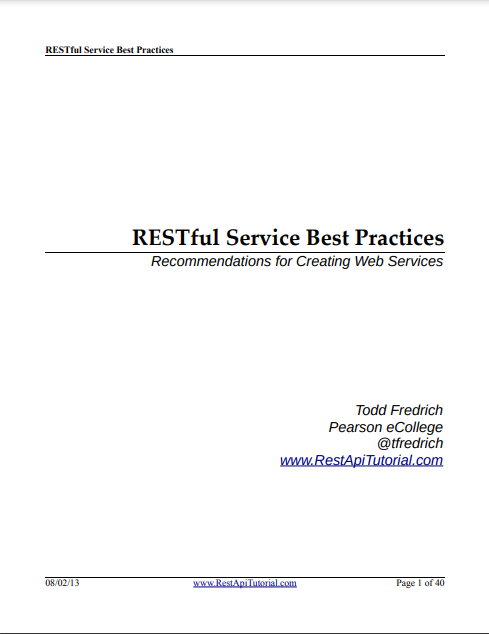 RESTful Service Best Practices
RESTful Service Best Practices
Recommendations for Creating Web Services
Todd Fredrich
Pearson eCollege
@tfredrich
www.RestApiTutorial.com
08/02/13 www.RestApiTutorial.com Page 1 of 40